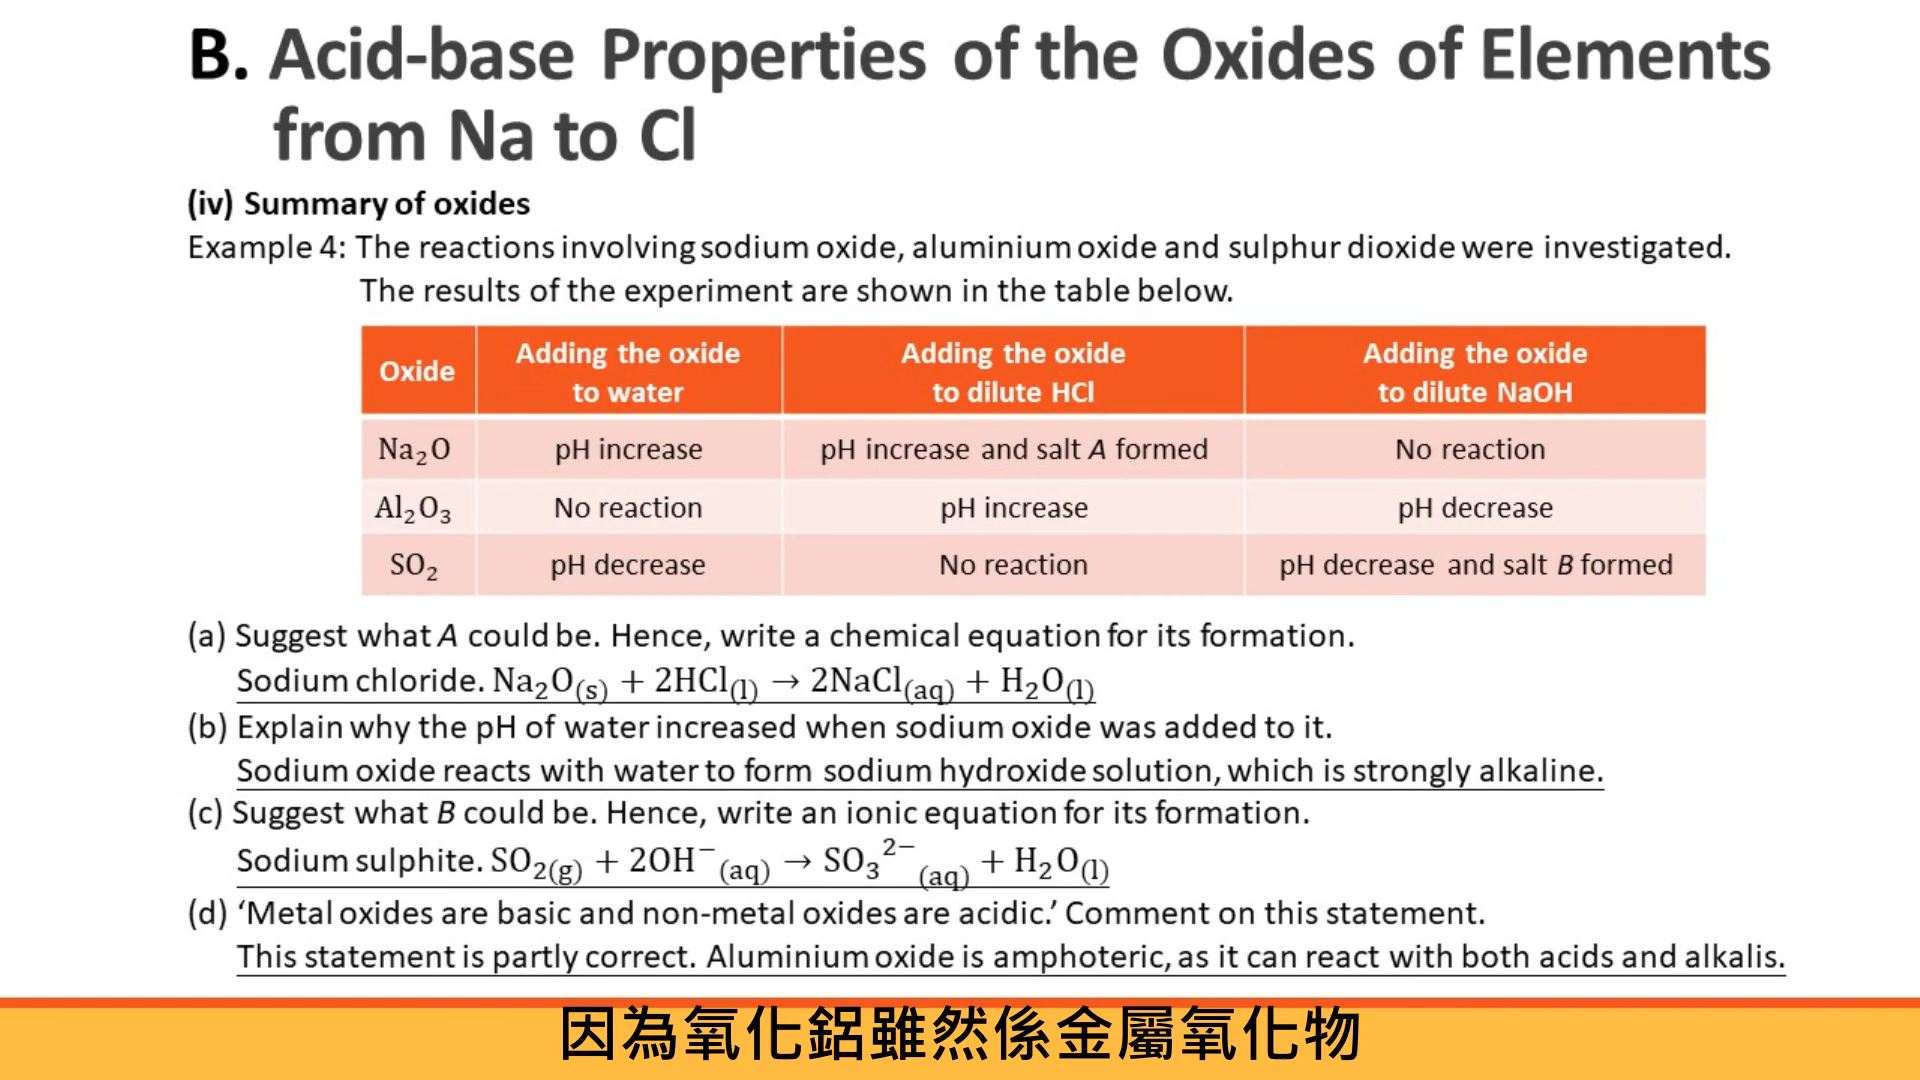 B. Acid-base Properties of the Oxides of Elements
from Na to Cl
(iv) Summary of oxides
Example 4: The reactions involving sodium oxide, aluminium oxide and sulphur dioxide were investigated.
The results of the experiment are shown in the table below.
Oxide | Adding the oxide to water | Adding the oxide to dilute HCl | Adding the oxide to dilute NaOH
Na₂O | pH increase | pH increase and salt A formed | No reaction
Al₂O₃ | No reaction | pH increase | pH decrease
SO₂ | pH decrease | No reaction | pH decrease and salt B formed
(a) Suggest what A could be. Hence, write a chemical equation for its formation.
Sodium chloride. Na₂O(s) + 2HCl(l) → 2NaCl(aq) + H₂O(l)
(b) Explain why the pH of water increased when sodium oxide was added to it.
Sodium oxide reacts with water to form sodium hydroxide solution, which is strongly alkaline.
(c) Suggest what B could be. Hence, write an ionic equation for its formation.
Sodium sulphite. SO₂(g) + 2OH⁻(aq) → SO₃²⁻(aq) + H₂O(l)
(d) ‘Metal oxides are basic and non-metal oxides are acidic.’ Comment on this statement.
This statement is partly correct. Aluminium oxide is amphoteric, as it can react with both acids and alkalis.
因為氧化鋁雖然係金屬氧化物